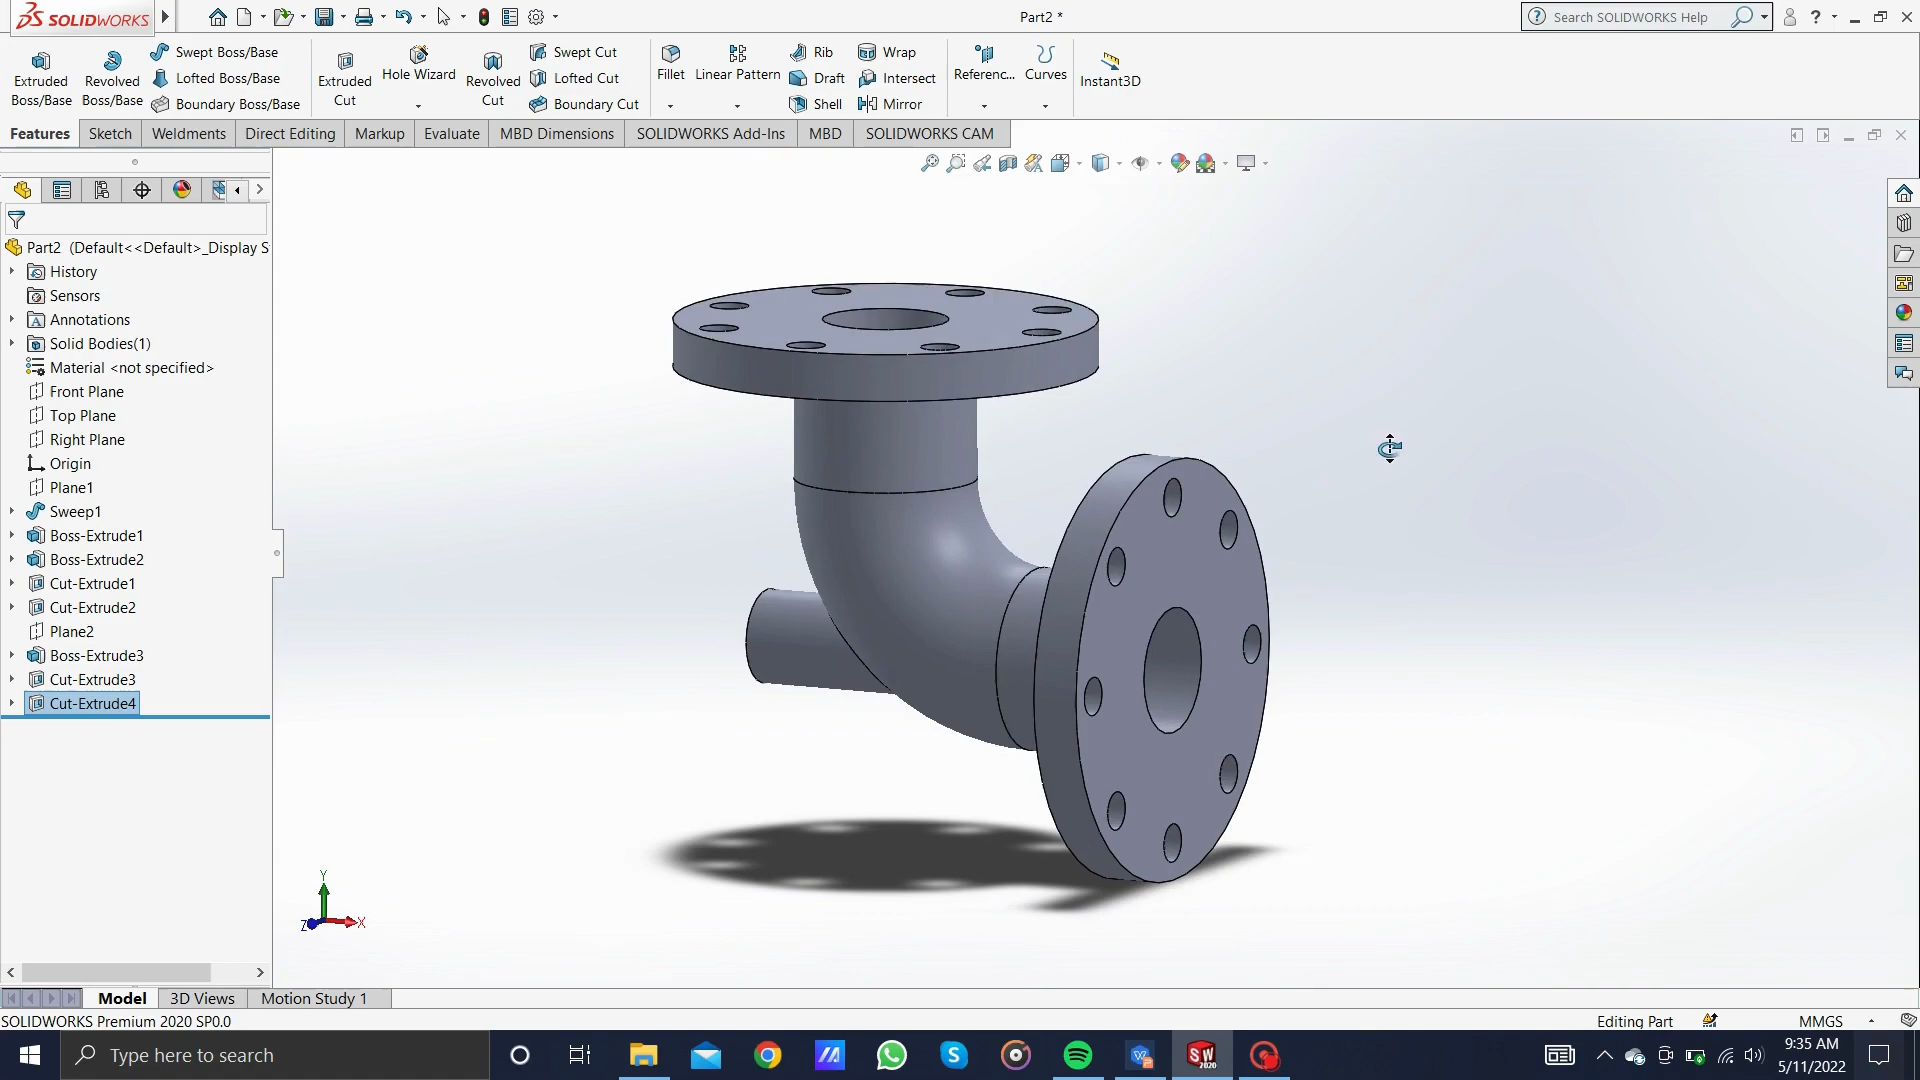 SOLIDWORKS
Part2 *
Search SOLIDWORKS Help
?
Extruded Boss/Base
Revolved Boss/Base
Swept Boss/Base
Lofted Boss/Base
Boundary Boss/Base
Extruded Cut
Hole Wizard
Revolved Cut
Swept Cut
Lofted Cut
Boundary Cut
Fillet
Linear Pattern
Rib
Draft
Shell
Wrap
Intersect
Mirror
Referenc...
Curves
Instant3D
Features
Sketch
Weldments
Direct Editing
Markup
Evaluate
MBD Dimensions
SOLIDWORKS Add-Ins
MBD
SOLIDWORKS CAM
Part2 (Default<<Default>_Display S
History
Sensors
Annotations
Solid Bodies(1)
Material <not specified>
Front Plane
Top Plane
Right Plane
Origin
Plane1
Sweep1
Boss-Extrude1
Boss-Extrude2
Cut-Extrude1
Cut-Extrude2
Plane2
Boss-Extrude3
Cut-Extrude3
Cut-Extrude4
Y
Z
X
Model
3D Views
Motion Study 1
SOLIDWORKS Premium 2020 SP0.0
Editing Part
MMGS
Type here to search
SW
2020
9:35 AM
5/11/2022